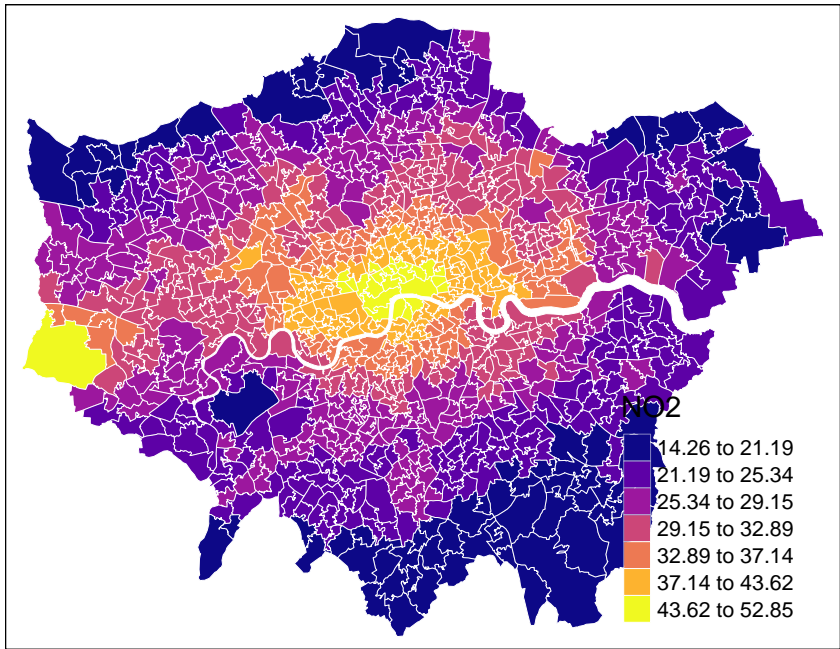 NO2
14.26 to 21.19
21.19 to 25.34
25.34 to 29.15
29.15 to 32.89
32.89 to 37.14
37.14 to 43.62
43.62 to 52.85